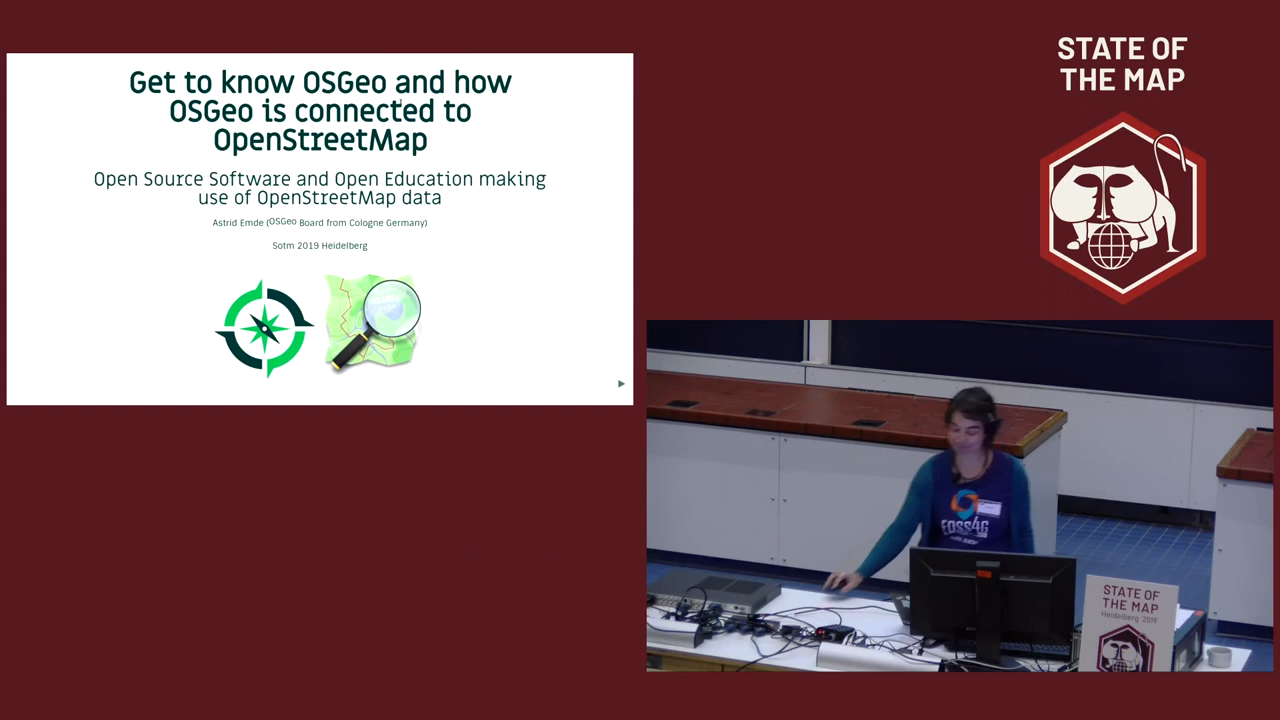 Get to know OSGeo and how
OSGeo is connected to
OpenStreetMap
Open Source Software and Open Education making
use of OpenStreetMap data
Astrid Emde (OSGeo Board from Cologne Germany)
Sotm 2019 Heidelberg
STATE OF
THE MAP
FOSS4G
STATE OF
THE MAP
Heidelberg 2019